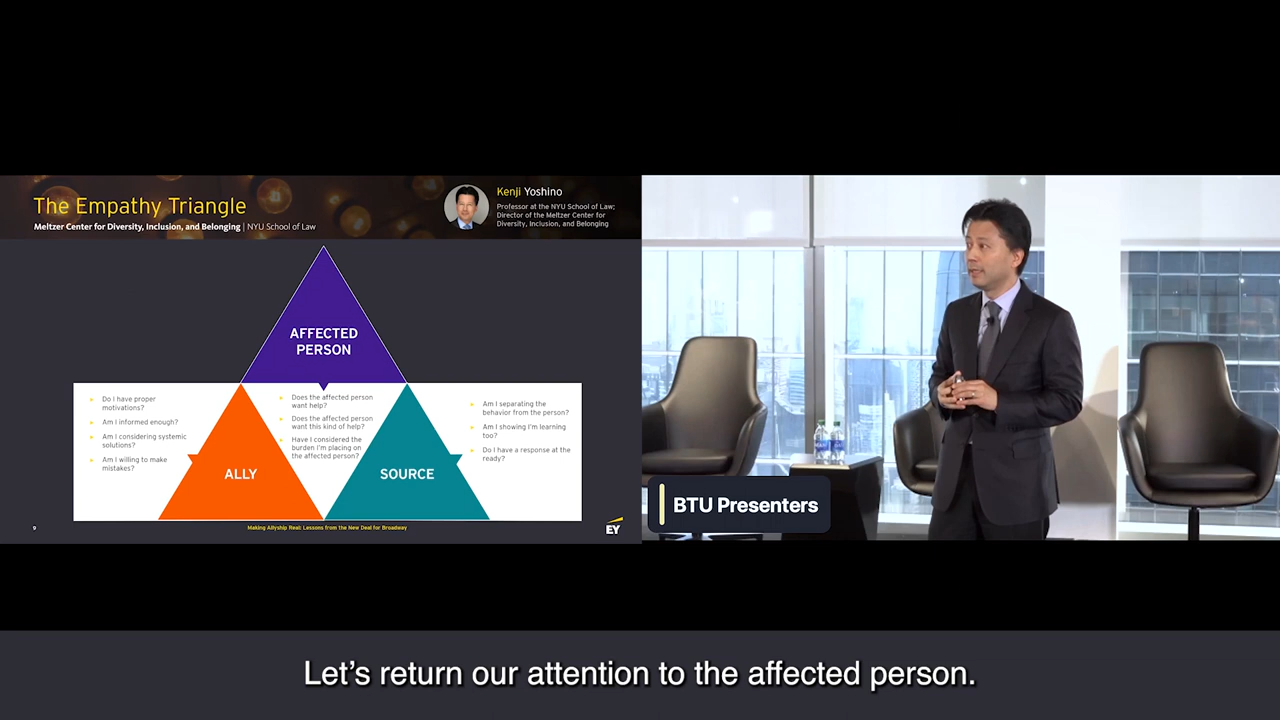 The Empathy Triangle
Meltzer Center for Diversity, Inclusion, and Belonging | NYU School of Law
Kenji Yoshino
Professor at the NYU School of Law;
Director of the Meltzer Center for
Diversity, Inclusion, and Belonging
AFFECTED
PERSON
Do I have proper
motivations?
Am I informed enough?
Am I considering systemic
solutions?
Am I willing to make
mistakes?
ALLY
Does the affected person
want help?
Does the affected person
want this kind of help?
Have I considered the
burden I'm placing on
the affected person?
SOURCE
Am I separating the
behavior from the person?
Am I showing I'm learning
too?
Do I have a response at the
ready?
9
Making Allyship Real: Lessons from the New Deal for Broadway
EY
BTU Presenters
Let's return our attention to the affected person.